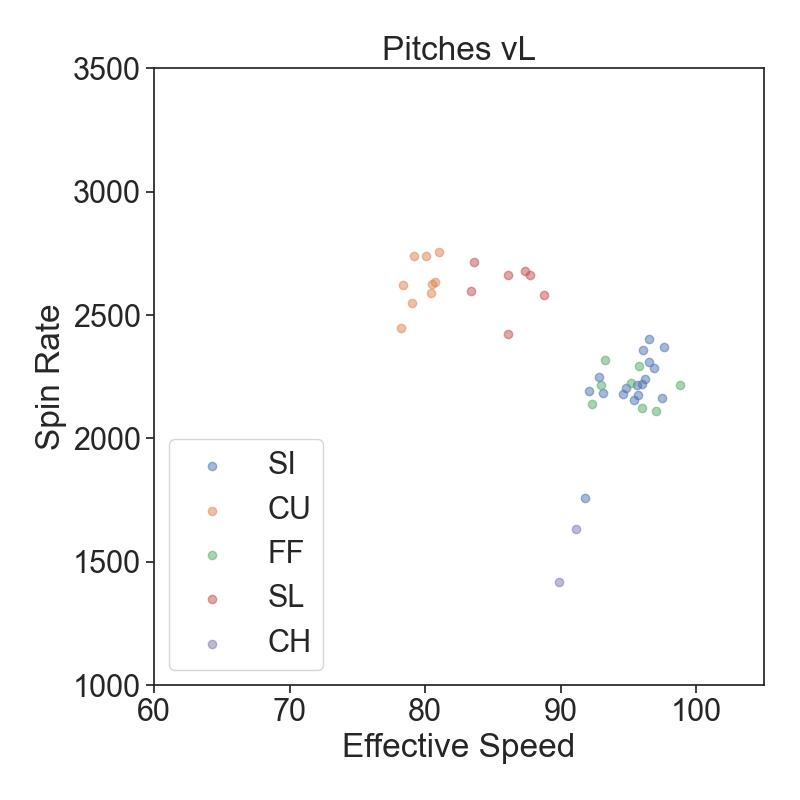 Pitches vL
3500
3000
2500
2000
1500
1000
Spin Rate
SI
CU
FF
SL
CH
60 70 80 90 100
Effective Speed